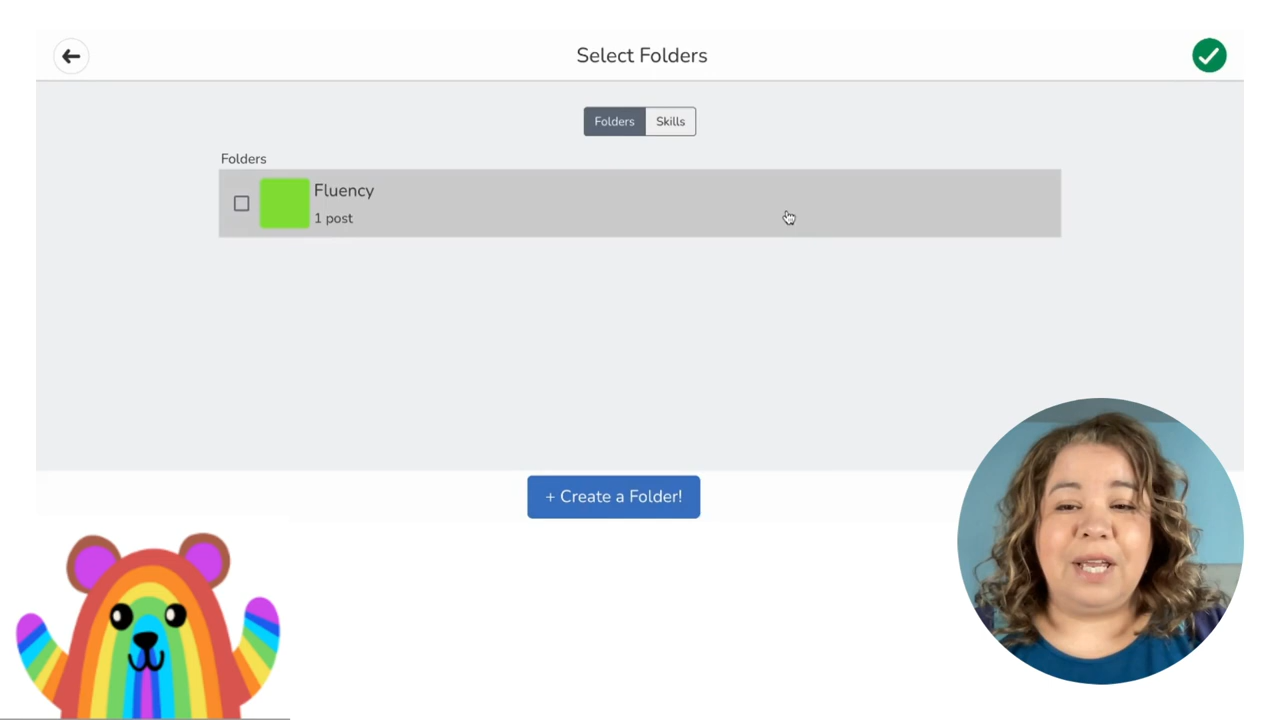 Select Folders
Folders
Skills
Folders
Fluency
1 post
+ Create a Folder!